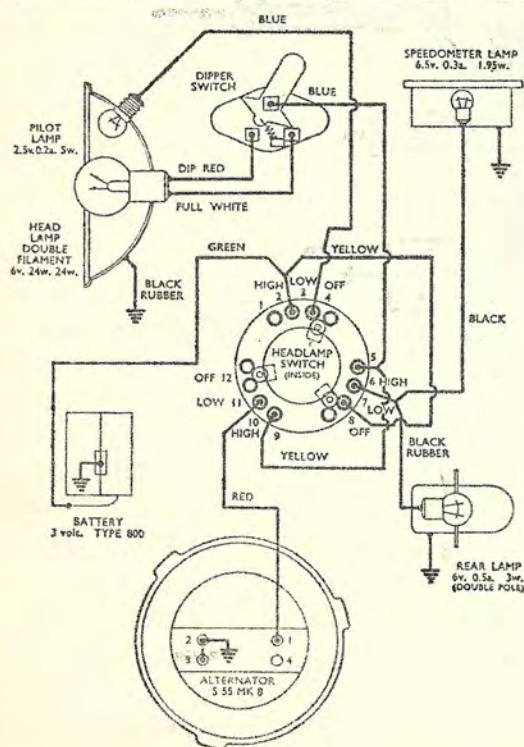 BLUE
SPEEDOMETER LAMP
6.5v. 0.3a. 1.95w.
DIPPER
SWITCH
BLUE
PILOT
LAMP
2.5v. 0.2a. 5w.
DIP RED
FULL WHITE
HEAD
LAMP
DOUBLE
FILAMENT
6v. 24w. 24w.
GREEN
YELLOW
BLACK
RUBBER
HIGH
LOW
OFF
1
2
3
4
BLACK
HEADLAMP
SWITCH
(INSIDE)
5
6 HIGH
7
LOW
8
OFF
OFF 12
LOW 11
10
HIGH
9
YELLOW
BLACK
RUBBER
RED
BATTERY
3 volt. TYPE 800
REAR LAMP
6v. 0.5a. 3w.
(DOUBLE POLE)
2
1
3
4
ALTERNATOR
S 55 MK 8